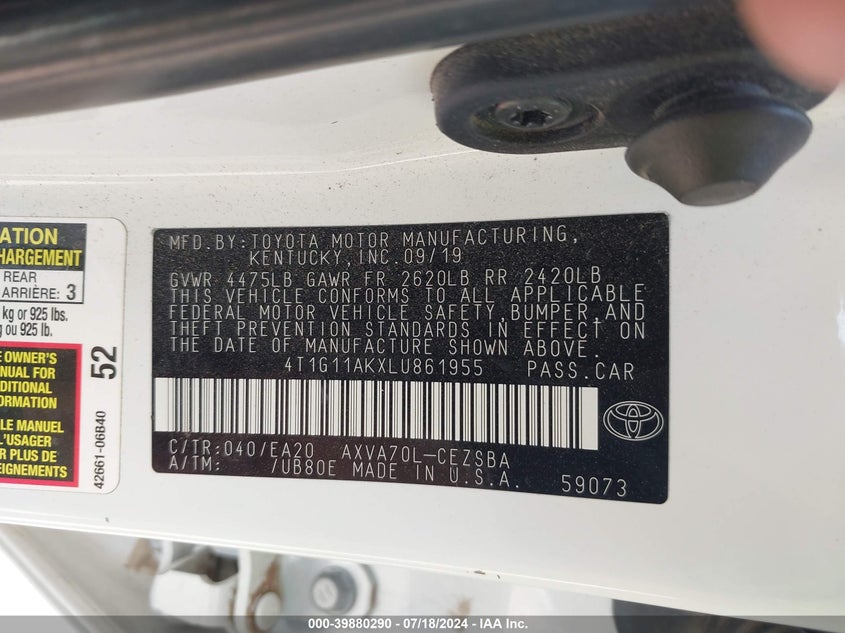 ATION
HARGEMENT
REAR
ARRIÈRE: 3
kg or 925 lbs.
g ou 925 lb.
E OWNER'S
ANUAL FOR
DITIONAL
ORMATION
LE MANUEL
L'USAGER
R PLUS DE
SEIGNEMENTS
52
42661-06B40
MFD.BY:TOYOTA MOTOR MANUFACTURING,
KENTUCKY,INC.09/19
GVWR 4475LB GAWR FR 2620LB RR 2420LB
THIS VEHICLE CONFORMS TO ALL APPLICABLE
FEDERAL MOTOR VEHICLE SAFETY,BUMPER,AND
THEFT PREVENTION STANDARDS IN EFFECT ON
THE DATE OF MANUFACTURE SHOWN ABOVE.
4T1G11AKXLU861955 PASS.CAR
C/TR:040/EA20 AXVA70L-CEZSBA
A/TM: /UB80E MADE IN U.S.A.
59073
000-39880290 - 07/18/2024 - IAA Inc.